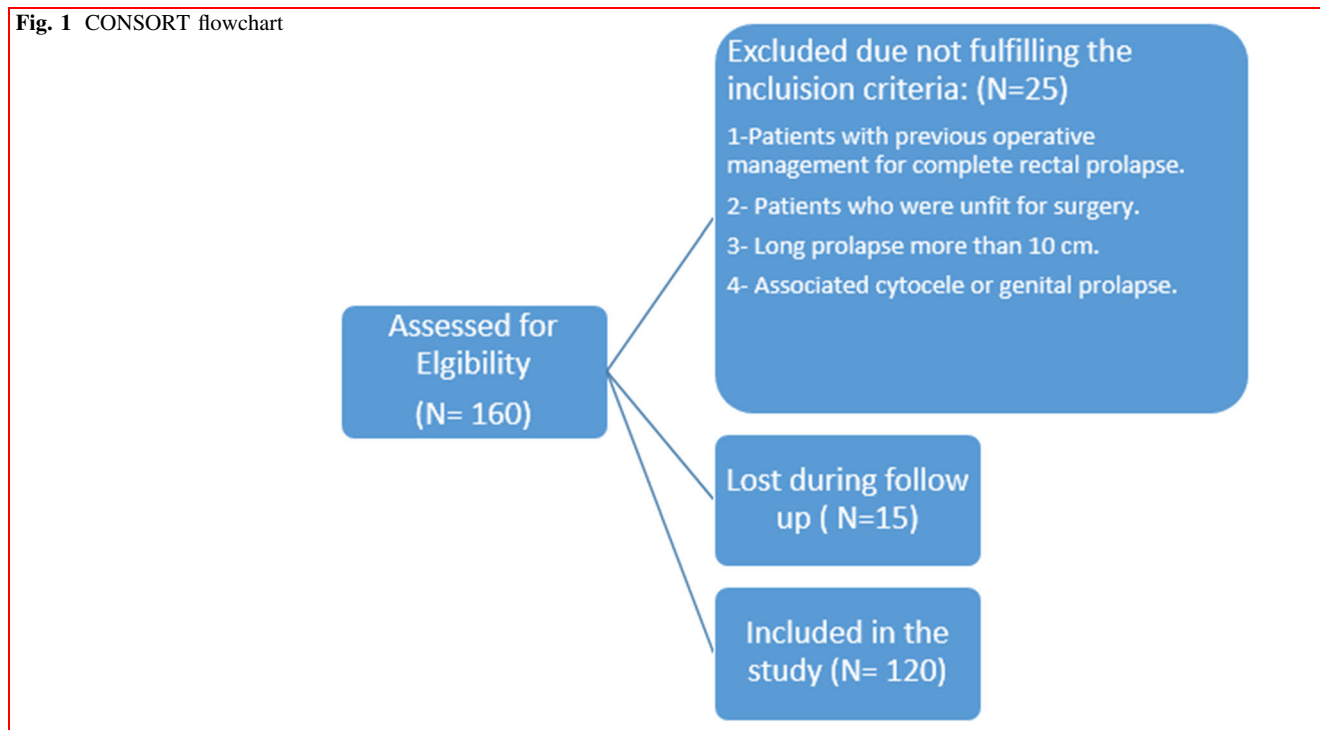 Fig. 1 CONSORT flowchart
Excluded due not fulfilling the
incluision criteria: (N=25)
1-Patients with previous operative
management for complete rectal prolapse.
2- Patients who were unfit for surgery.
3- Long prolapse more than 10 cm.
4- Associated cytocele or genital prolapse.
Assessed for
Elgibility
(N= 160)
Lost during follow
up ( N=15)
Included in the
study (N= 120)